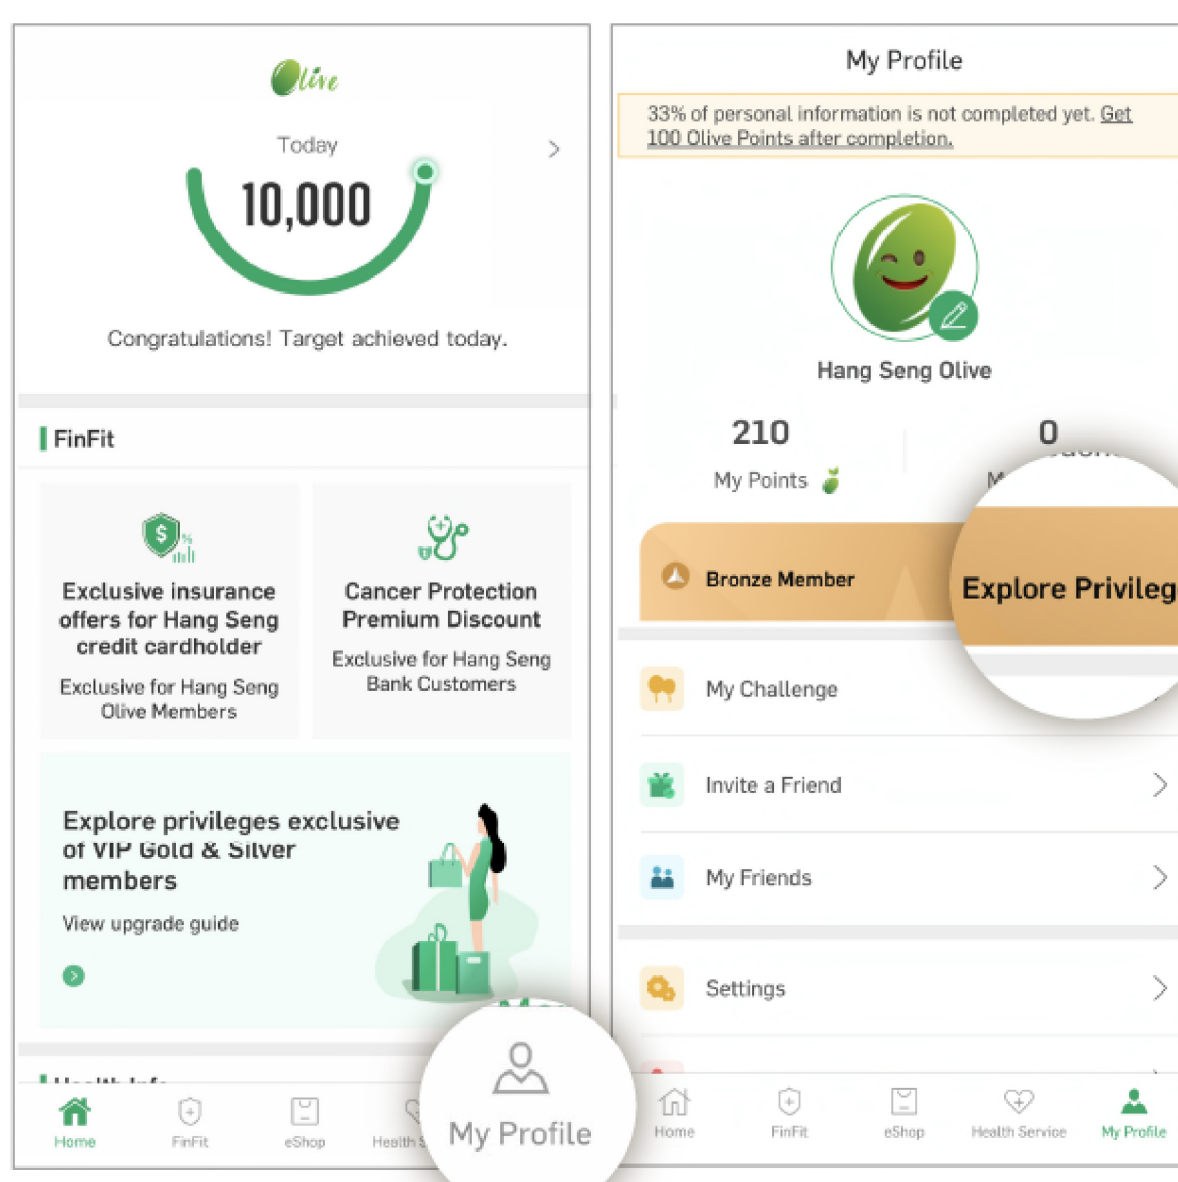 Olive
Today
10,000
Congratulations! Target achieved today.
FinFit
Exclusive insurance
offers for Hang Seng
credit cardholder
Exclusive for Hang Seng
Olive Members
Cancer Protection
Premium Discount
Exclusive for Hang Seng
Bank Customers
Explore privileges exclusive
of VIP Gold & Silver
members
View upgrade guide
Health Info
Home
FinFit
eShop
Health S
My Profile
My Profile
33% of personal information is not completed yet. Get
100 Olive Points after completion.
Hang Seng Olive
210
My Points
0
M
Bronze Member
Explore Privileg
My Challenge
Invite a Friend
My Friends
Settings
Home
FinFit
eShop
Health Service
My Profile